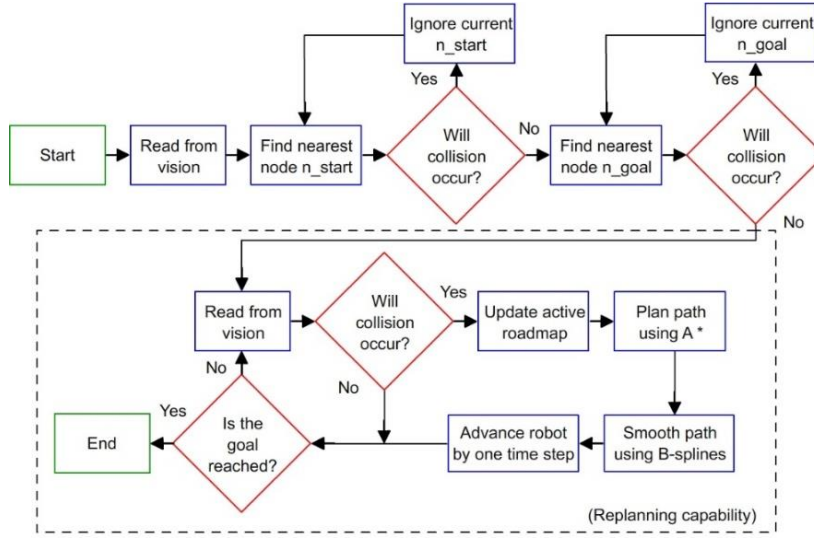 Ignore current
n_start
Ignore current
n_goal
Yes
Yes
Start
Read from
vision
Find nearest
node n_start
Will
collision
occur?
No
Find nearest
node n_goal
Will
collision
occur?
No
Read from
vision
Will
collision
occur?
Yes
Update active
roadmap
Plan path
using A *
No
No
Yes
End
Is the
goal
reached?
Advance robot
by one time step
Smooth path
using B-splines
(Replanning capability)